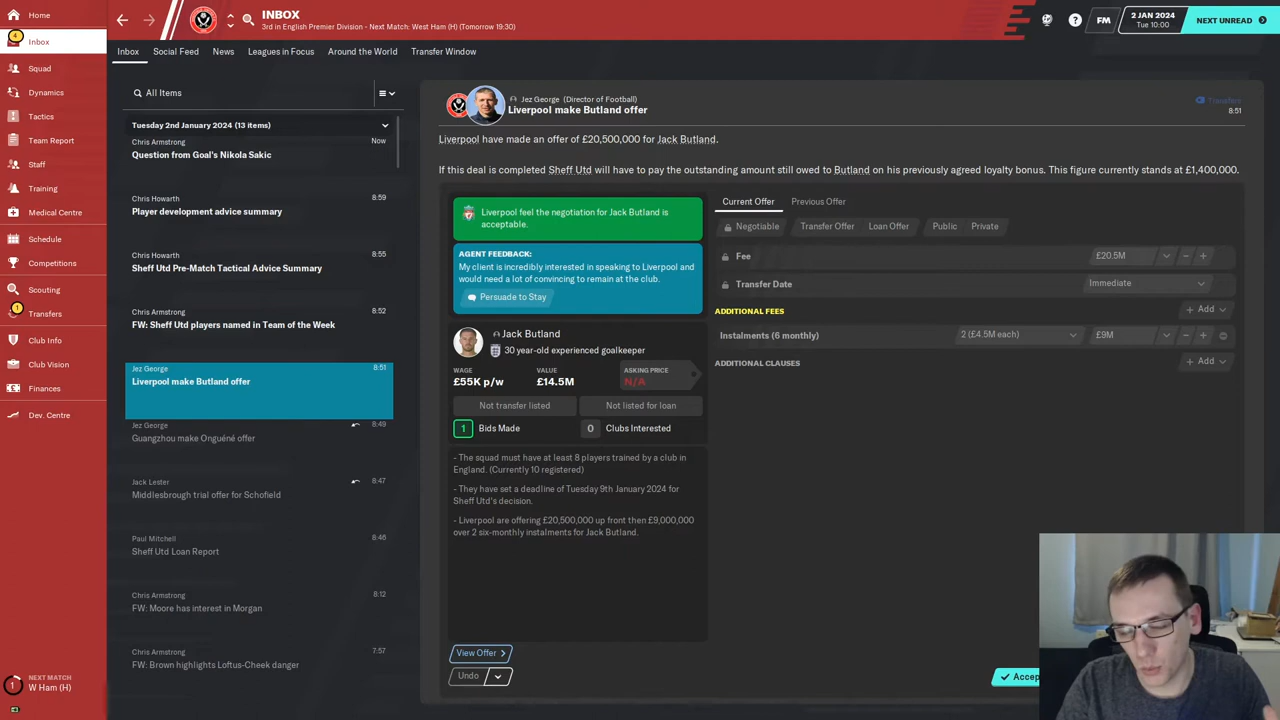 Home
4
Inbox
Squad
Dynamics
Tactics
Team Report
Staff
Training
Medical Centre
Schedule
Competitions
Scouting
1
Transfers
Club Info
Club Vision
Finances
Dev. Centre
1
NEXT MATCH
W Ham (H)
INBOX
3rd in English Premier Division - Next Match: West Ham (H) (Tomorrow 19:30)
?
FM
2 JAN 2024
Tue 10:00
NEXT UNREAD
Inbox
Social Feed
News
Leagues in Focus
Around the World
Transfer Window
All Items
Tuesday 2nd January 2024 (13 items)
Chris Armstrong
Now
Question from Goal's Nikola Sakic
Chris Howarth
8:59
Player development advice summary
Chris Howarth
8:55
Sheff Utd Pre-Match Tactical Advice Summary
Chris Armstrong
8:52
FW: Sheff Utd players named in Team of the Week
Jez George
8:51
Liverpool make Butland offer
Jez George
8:49
Guangzhou make Onguéné offer
Jack Lester
8:47
Middlesbrough trial offer for Schofield
Paul Mitchell
8:46
Sheff Utd Loan Report
Chris Armstrong
8:12
FW: Moore has interest in Morgan
Chris Armstrong
7:57
FW: Brown highlights Loftus-Cheek danger
Jez George (Director of Football)
Liverpool make Butland offer
Transfers
8:51
Liverpool have made an offer of £20,500,000 for Jack Butland.
If this deal is completed Sheff Utd will have to pay the outstanding amount still owed to Butland on his previously agreed loyalty bonus. This figure currently stands at £1,400,000.
Liverpool feel the negotiation for Jack Butland is
acceptable.
AGENT FEEDBACK:
My client is incredibly interested in speaking to Liverpool and
would need a lot of convincing to remain at the club.
Persuade to Stay
Jack Butland
30 year-old experienced goalkeeper
WAGE
£55K p/w
VALUE
£14.5M
ASKING PRICE
N/A
Not transfer listed
Not listed for loan
1
Bids Made
0
Clubs Interested
- The squad must have at least 8 players trained by a club in
England. (Currently 10 registered)
- They have set a deadline of Tuesday 9th January 2024 for
Sheff Utd's decision.
- Liverpool are offering £20,500,000 up front then £9,000,000
over 2 six-monthly instalments for Jack Butland.
View Offer
Undo
Current Offer
Previous Offer
Negotiable
Transfer Offer
Loan Offer
Public
Private
Fee
£20.5M
Transfer Date
Immediate
ADDITIONAL FEES
Add
Instalments (6 monthly)
2 (£4.5M each)
£9M
ADDITIONAL CLAUSES
Add